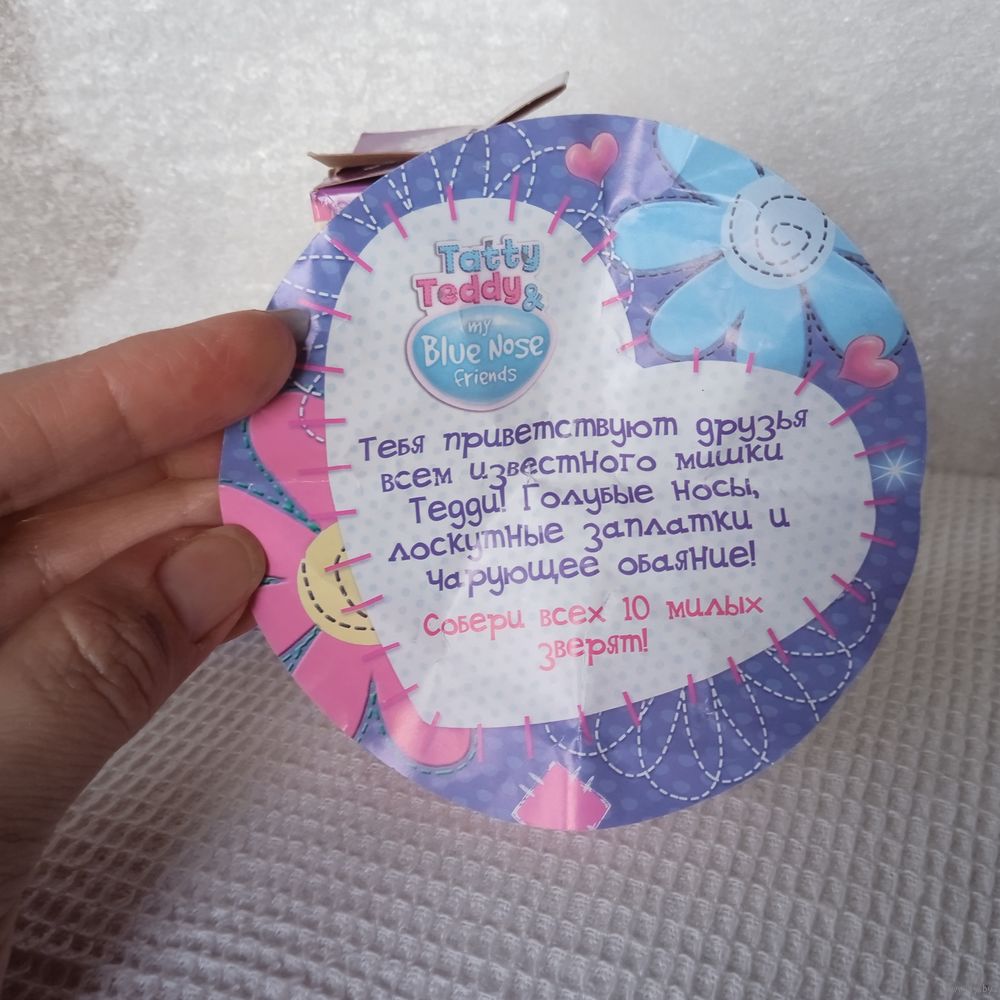 Tatty
Teddy &
my
Blue Nose
friends
Тебя приветствуют друзья
всем известного мишки
Тедди! Голубые носы,
лоскутные заплатки и
чарующее обаяние!
Собери всех 10 милых
зверят!